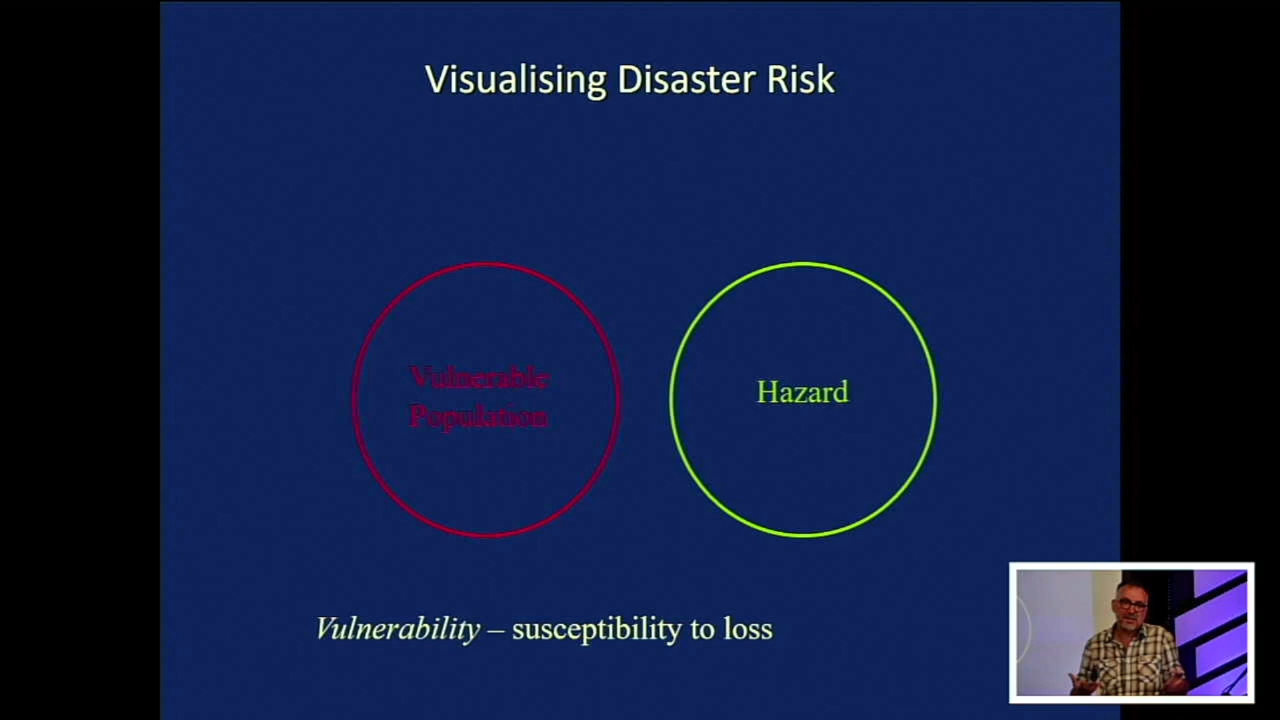 Visualising Disaster Risk
Vulnerable
Population
Hazard
Vulnerability – susceptibility to loss